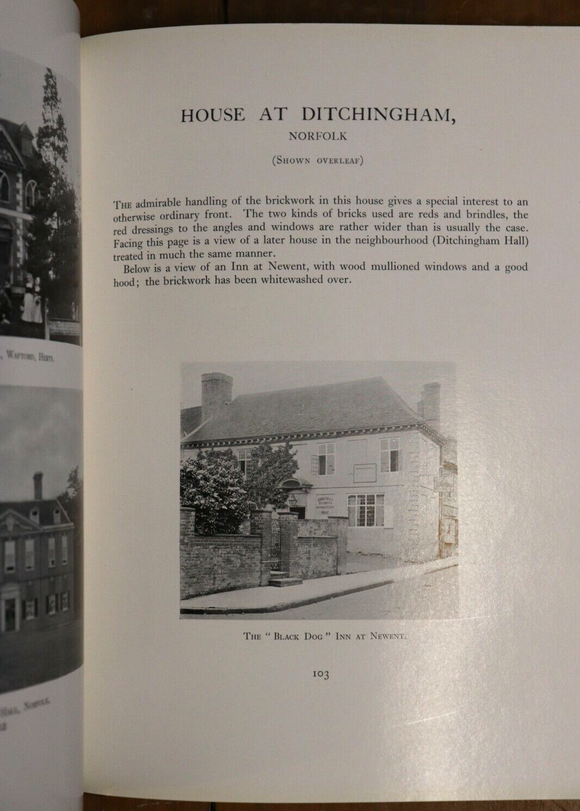 , Watford, Herts.
Hall, Norfolk.
HOUSE AT DITCHINGHAM,
NORFOLK
(Shown overleaf)
The admirable handling of the brickwork in this house gives a special interest to an
otherwise ordinary front. The two kinds of bricks used are reds and brindles, the
red dressings to the angles and windows are rather wider than is usually the case.
Facing this page is a view of a later house in the neighbourhood (Ditchingham Hall)
treated in much the same manner.
Below is a view of an Inn at Newent, with wood mullioned windows and a good
hood; the brickwork has been whitewashed over.
The "Black Dog" Inn at Newent.
103